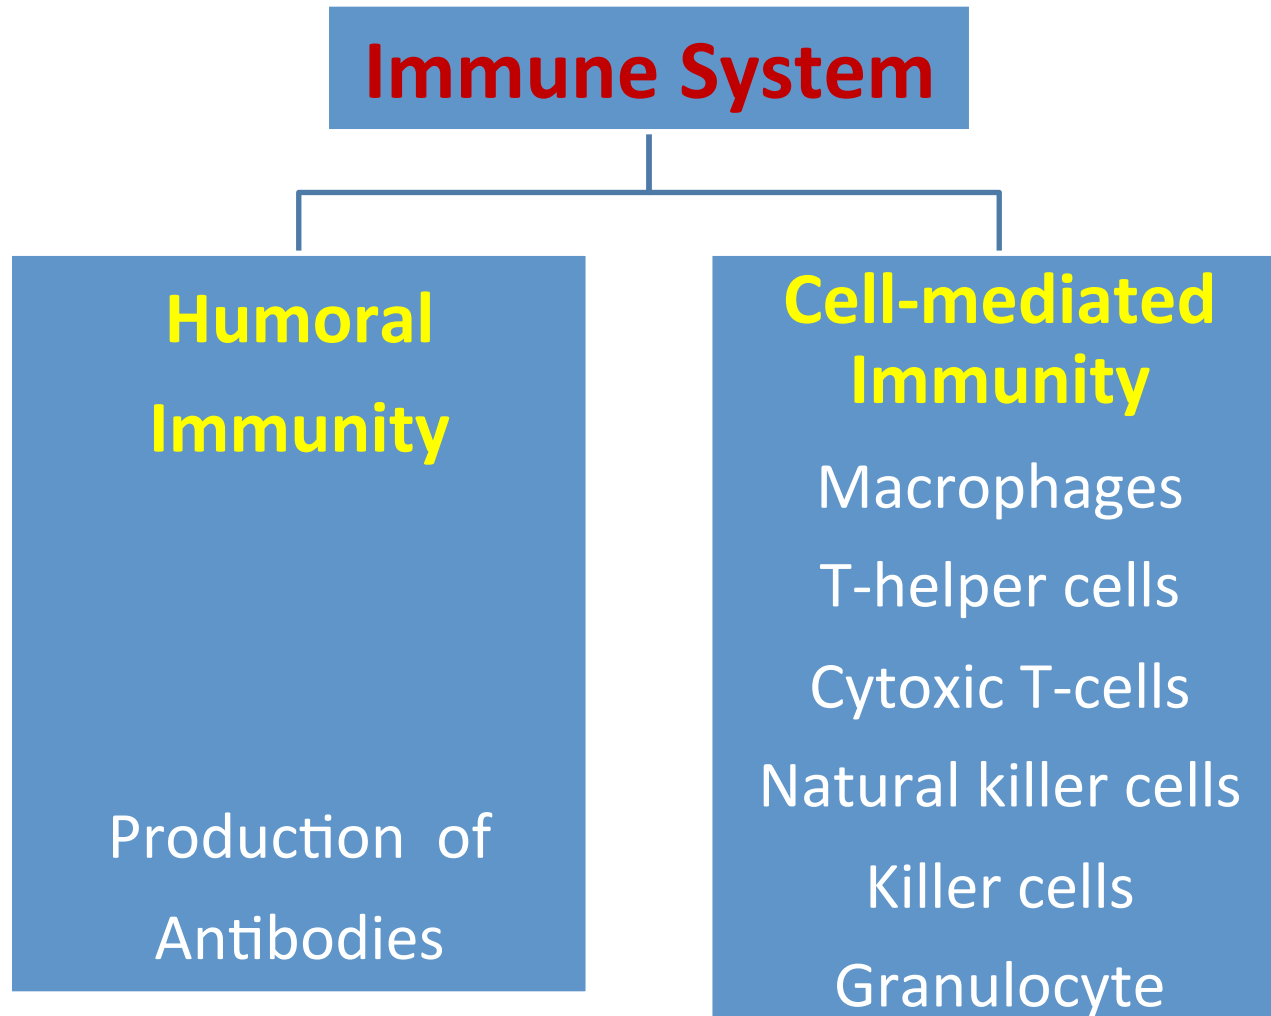 Immune System
Humoral
Immunity
Production of
Antibodies
Cell-mediated
Immunity
Macrophages
T-helper cells
Cytoxic T-cells
Natural killer cells
Killer cells
Granulocyte